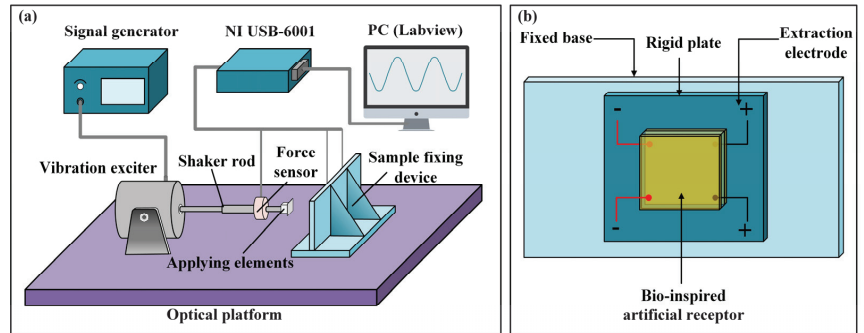 (a)
Signal generator
NI USB-6001
PC (Labview)
Vibration exciter
Shaker rod
Force
sensor
Sample fixing
device
Applying elements
Optical platform
(b)
Fixed base
Rigid plate
Extraction
electrode
-
+
-
+
Bio-inspired
artificial receptor